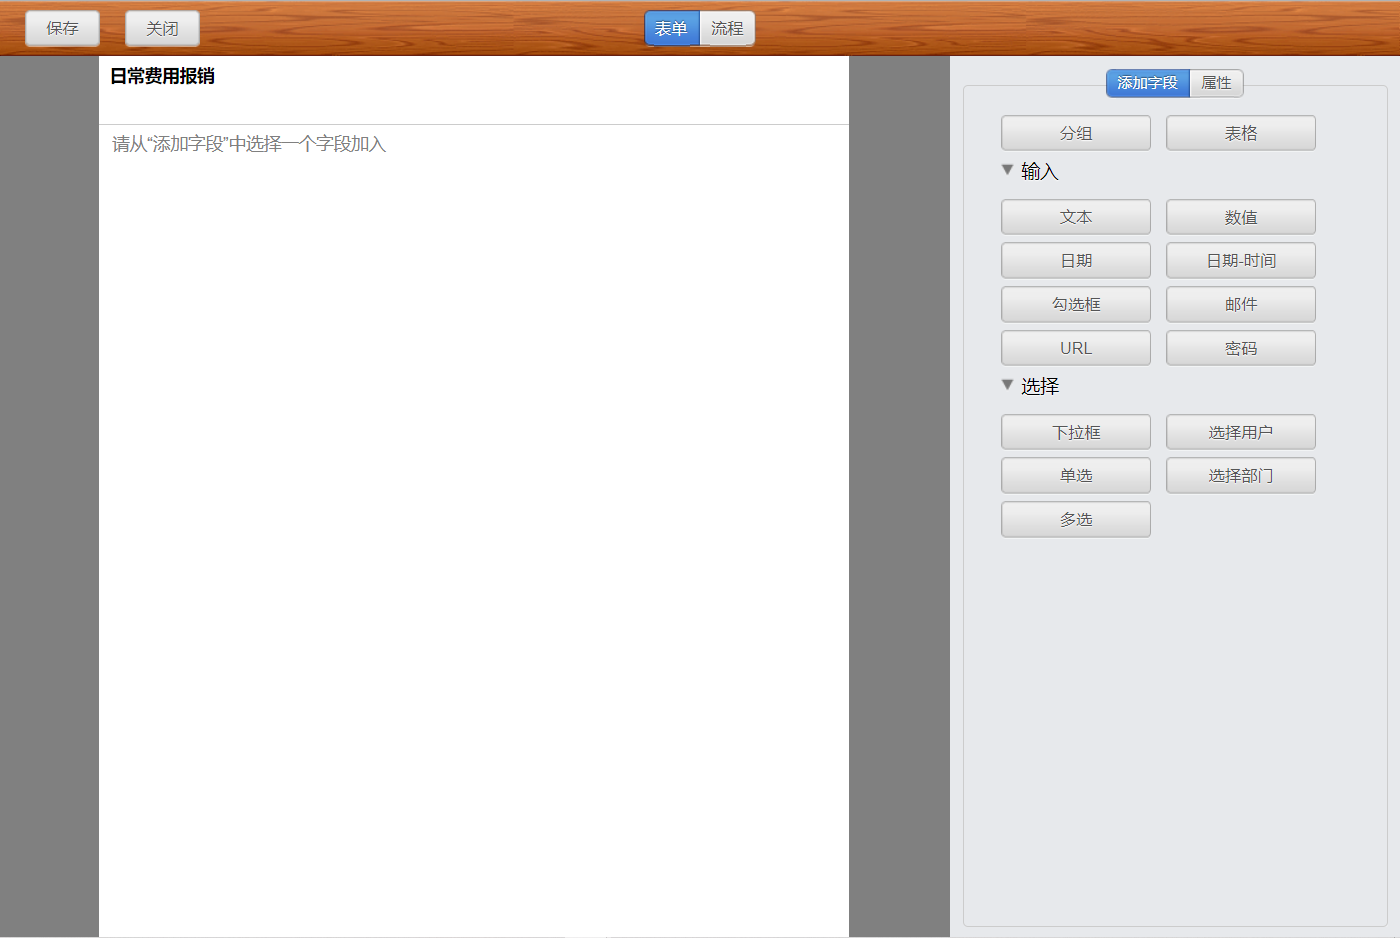 保存 关闭 表单 流程
日常费用报销
请从“添加字段”中选择一个字段加入
添加字段 属性
分组 表格
输入
文本 数值
日期 日期-时间
勾选框 邮件
URL 密码
选择
下拉框 选择用户
单选 选择部门
多选